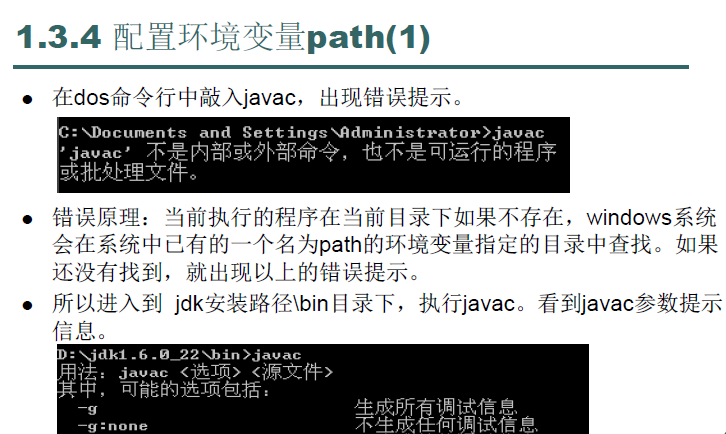 1.3.4 配置环境变量path(1)
● 在dos命令行中敲入javac，出现错误提示。
C:\Documents and Settings\Administrator>javac
'javac' 不是内部或外部命令，也不是可运行的程序
或批处理文件。
● 错误原理：当前执行的程序在当前目录下如果不存在，windows系统
会在系统中已有的一个名为path的环境变量指定的目录中查找。如果
还没有找到，就出现以上的错误提示。
● 所以进入到 jdk安装路径\bin目录下，执行javac。看到javac参数提示
信息。
D:\jdk1.6.0_22\bin>javac
用法：javac <选项> <源文件>
其中，可能的选项包括：
-g 生成所有调试信息
-g:none 不生成任何调试信息